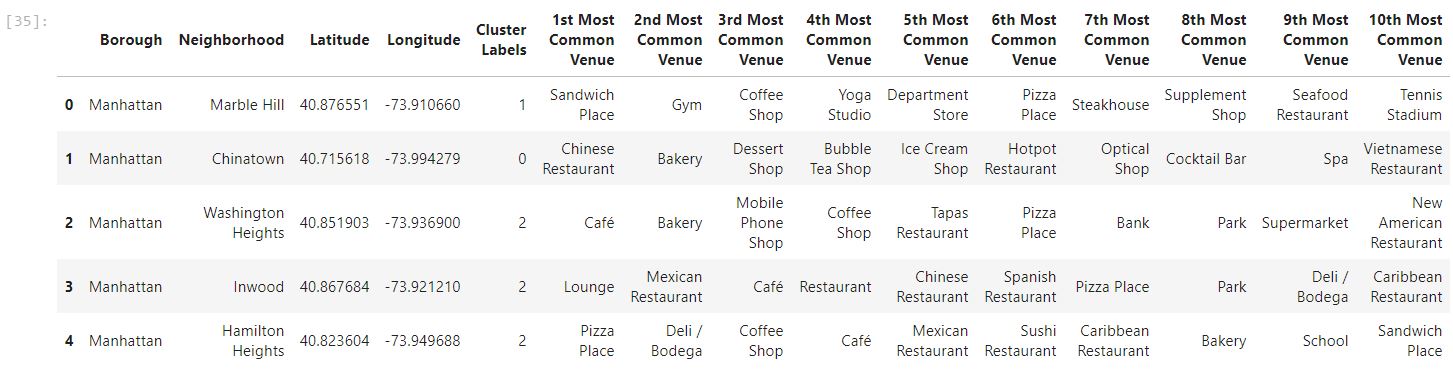 [35]:
Borough Neighborhood Latitude Longitude Cluster Labels 1st Most Common Venue 2nd Most Common Venue 3rd Most Common Venue 4th Most Common Venue 5th Most Common Venue 6th Most Common Venue 7th Most Common Venue 8th Most Common Venue 9th Most Common Venue 10th Most Common Venue
0 Manhattan Marble Hill 40.876551 -73.910660 1 Sandwich Place Gym Coffee Shop Yoga Studio Department Store Pizza Place Steakhouse Supplement Shop Seafood Restaurant Tennis Stadium
1 Manhattan Chinatown 40.715618 -73.994279 0 Chinese Restaurant Bakery Dessert Shop Bubble Tea Shop Ice Cream Shop Hotpot Restaurant Optical Shop Cocktail Bar Spa Vietnamese Restaurant
2 Manhattan Washington Heights 40.851903 -73.936900 2 Café Bakery Mobile Phone Shop Coffee Shop Tapas Restaurant Pizza Place Bank Park Supermarket New American Restaurant
3 Manhattan Inwood 40.867684 -73.921210 2 Lounge Mexican Restaurant Café Restaurant Chinese Restaurant Spanish Restaurant Pizza Place Park Deli / Bodega Caribbean Restaurant
4 Manhattan Hamilton Heights 40.823604 -73.949688 2 Pizza Place Deli / Bodega Coffee Shop Café Mexican Restaurant Sushi Restaurant Caribbean Restaurant Bakery School Sandwich Place